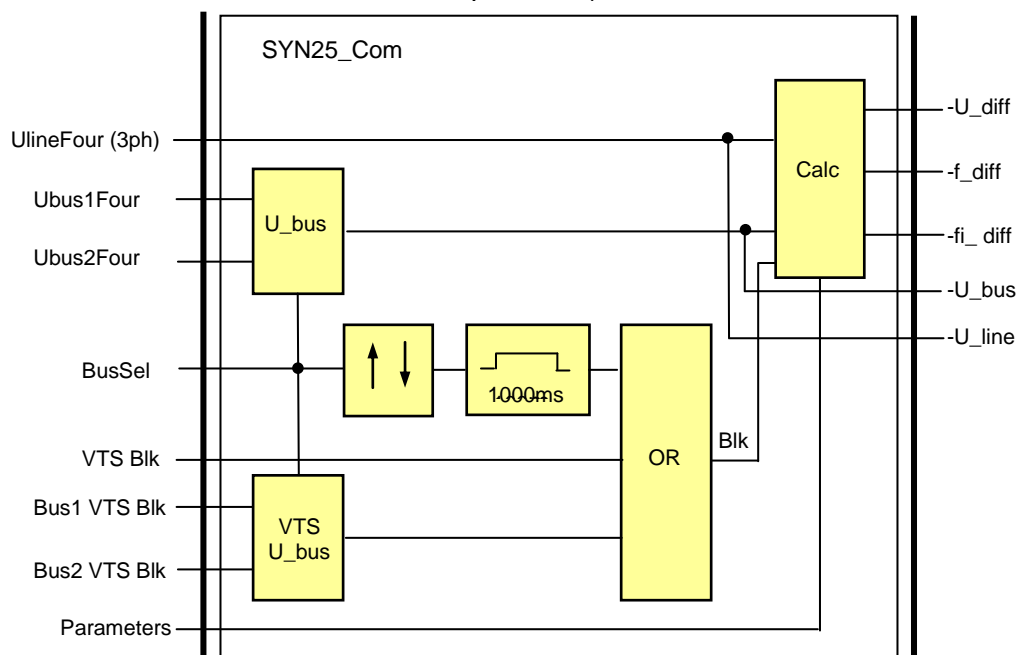 SYN25_Com
UlineFour (3ph)
Ubus1Four
Ubus2Four
BusSel
VTS Blk
Bus1 VTS Blk
Bus2 VTS Blk
Parameters
U_bus
1000ms
VTS
U_bus
OR
Blk
Calc
-U_diff
-f_diff
-fi_ diff
-U_bus
-U_line